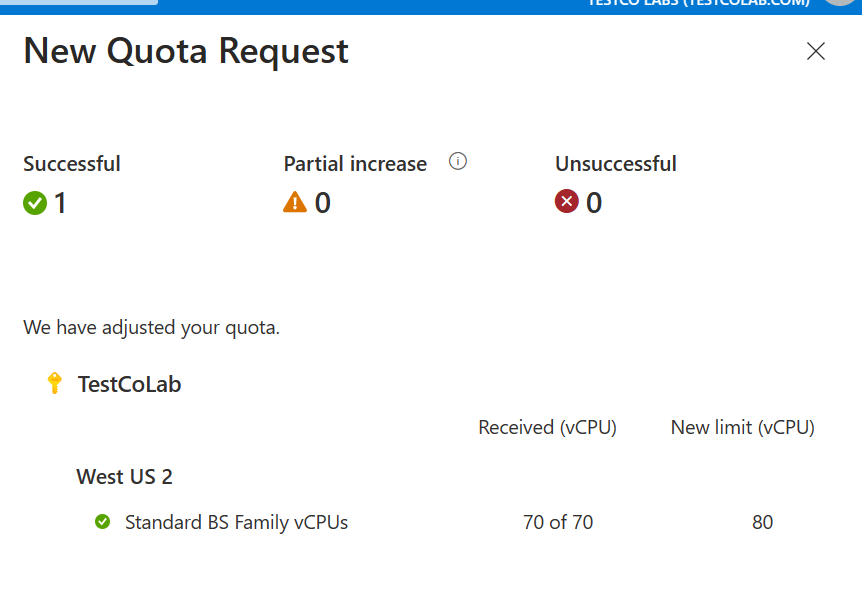 TESTCO LABS (TESTCOLAB.COM)
New Quota Request
Successful Partial increase Unsuccessful
1 0 0
We have adjusted your quota.
TestCoLab
Received (vCPU) New limit (vCPU)
West US 2
Standard BS Family vCPUs 70 of 70 80